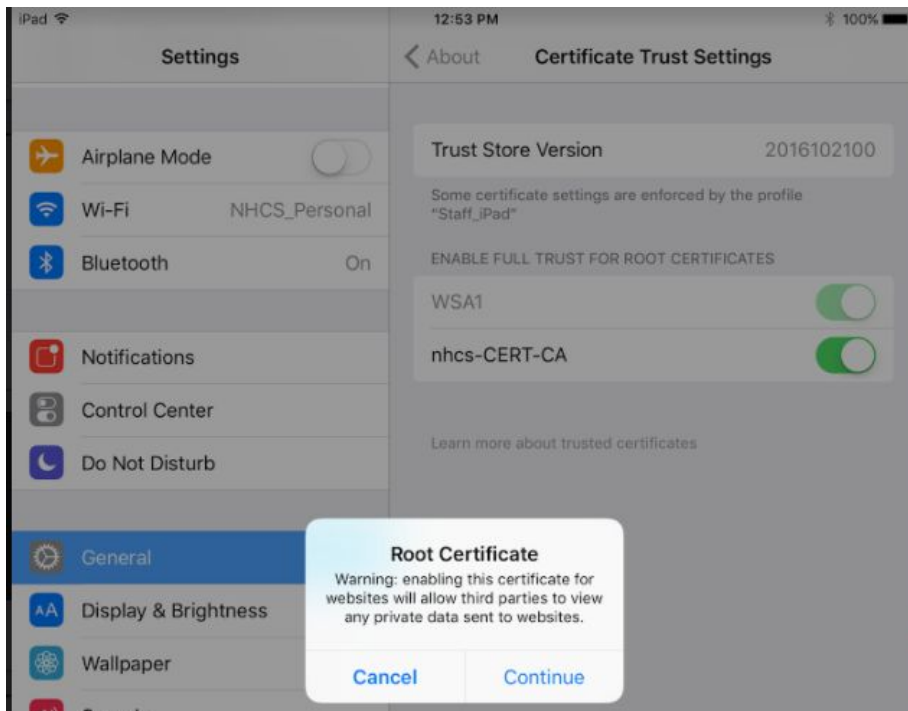 iPad
12:53 PM
100%
Settings
About
Certificate Trust Settings
Airplane Mode
Wi-Fi
NHCS_Personal
Bluetooth
On
Notifications
Control Center
Do Not Disturb
General
AA
Display & Brightness
Wallpaper
Trust Store Version
2016102100
Some certificate settings are enforced by the profile
"Staff_iPad"
ENABLE FULL TRUST FOR ROOT CERTIFICATES
WSA1
nhcs-CERT-CA
Learn more about trusted certificates
Root Certificate
Warning: enabling this certificate for
websites will allow third parties to view
any private data sent to websites.
Cancel
Continue